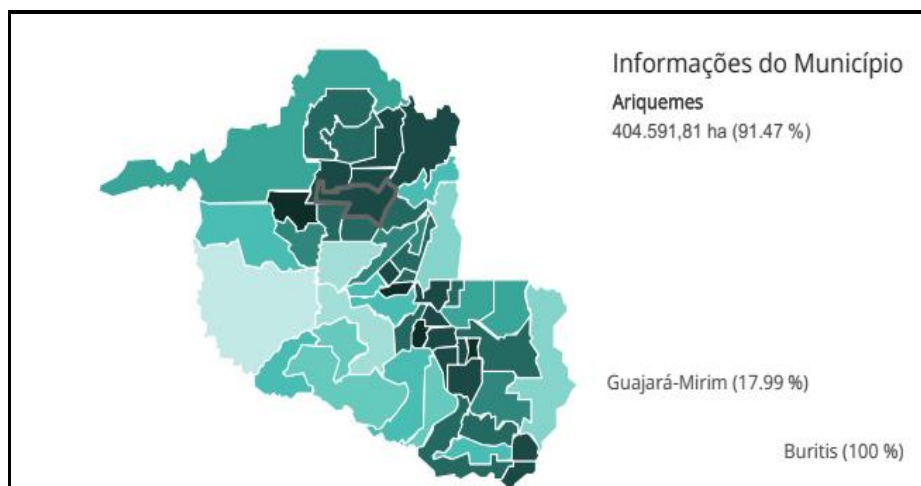 Informações do Município
Ariquemes
404.591,81 ha (91.47 %)
Guajará-Mirim (17.99 %)
Buritis (100 %)